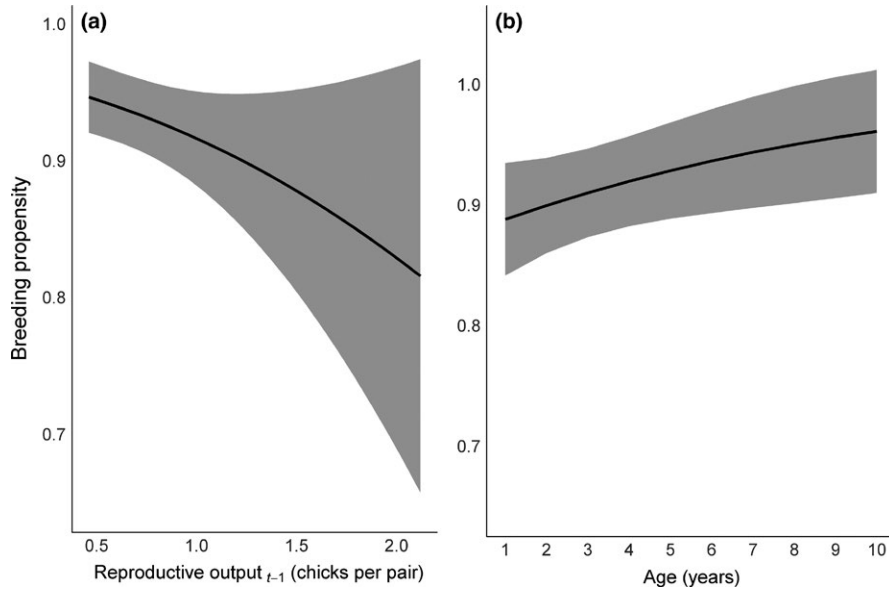 (a)
1.0
0.9
0.8
0.7
Breeding propensity
0.5 1.0 1.5 2.0
Reproductive output t−1 (chicks per pair)
(b)
1.0
0.9
0.8
0.7
1 2 3 4 5 6 7 8 9 10
Age (years)